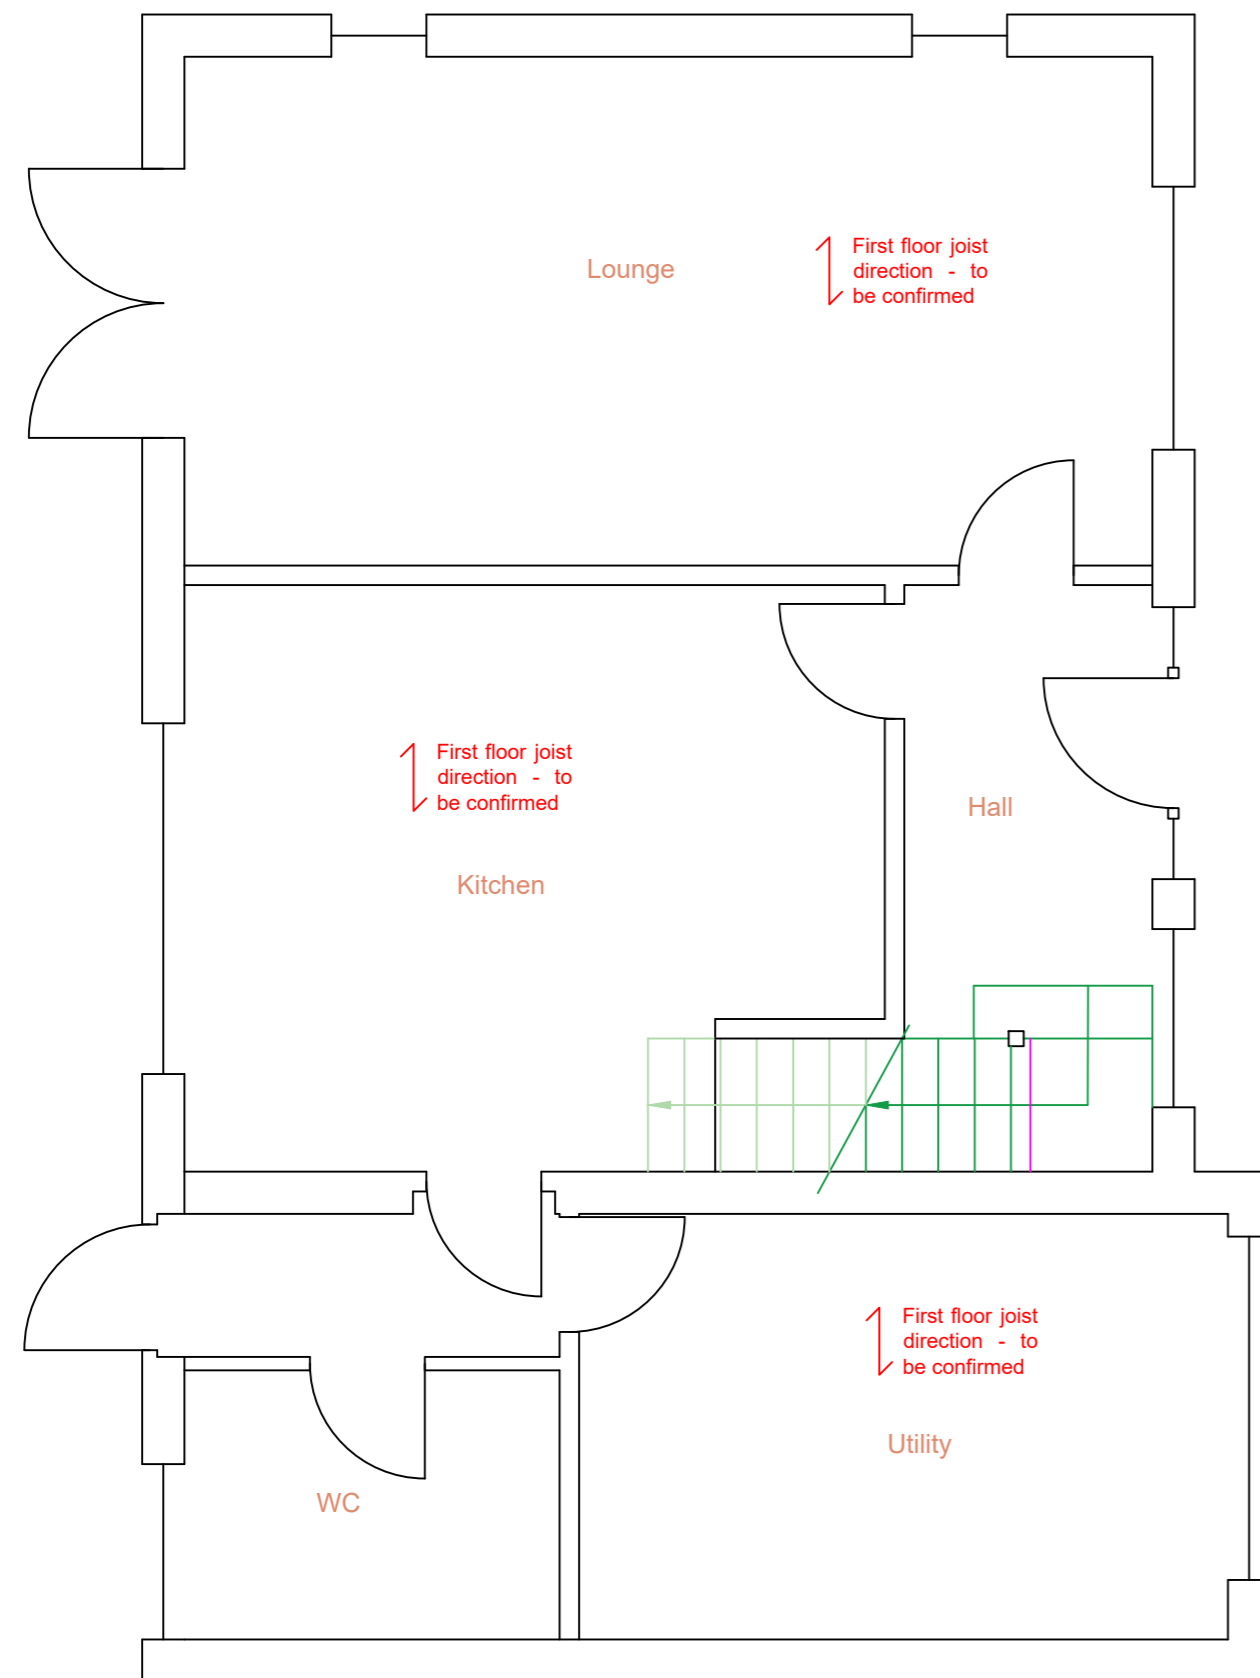 Lounge
First floor joist
direction - to
be confirmed
First floor joist
direction - to
be confirmed
Hall
Kitchen
First floor joist
direction - to
be confirmed
Utility
WC